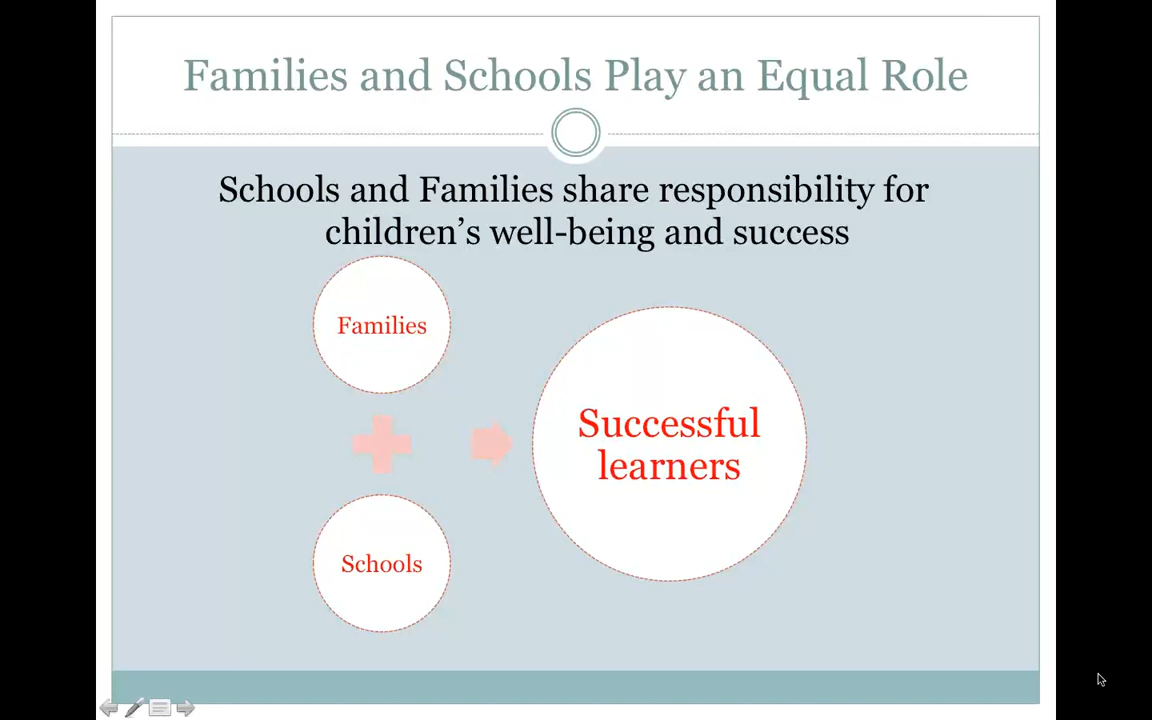 Families and Schools Play an Equal Role
Schools and Families share responsibility for
children’s well-being and success
Families
Successful
learners
Schools